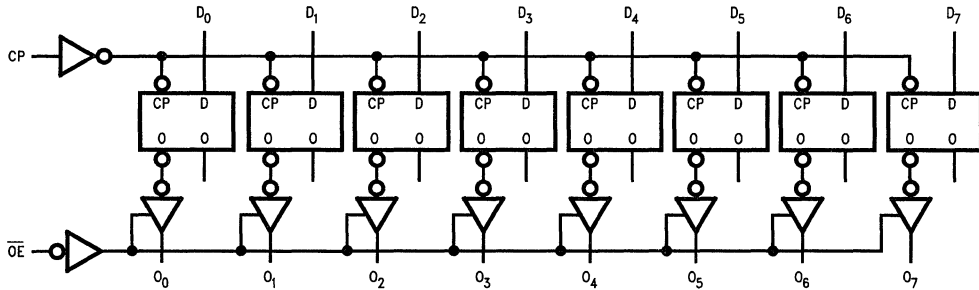 D0 D1 D2 D3 D4 D5 D6 D7
CP
CP D CP D CP D CP D CP D CP D CP D CP D
O O O O O O O O O O O O O O O O
OE
O0 O1 O2 O3 O4 O5 O6 O7